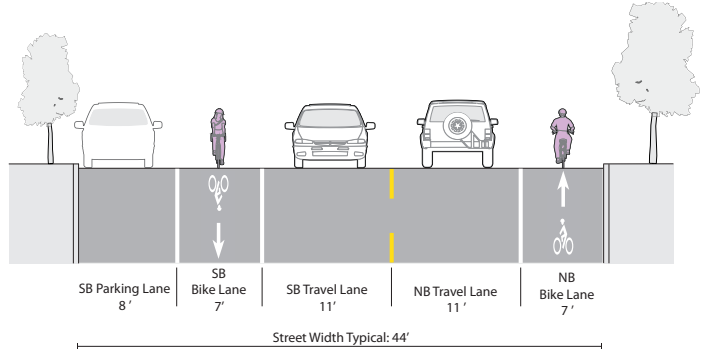 SB Parking Lane
8 ′
SB
Bike Lane
7′
SB Travel Lane
11′
NB Travel Lane
11 ′
NB
Bike Lane
7 ′
Street Width Typical: 44′